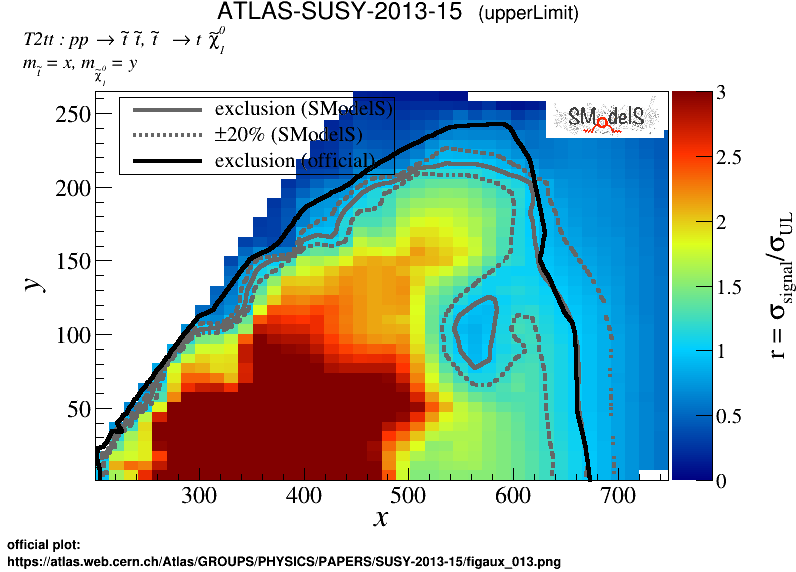 ATLAS-SUSY-2013-15 (upperLimit)
T2tt : pp → t̃ t̃, t̃ → t χ̃⁰₁
m_t̃ = x, m_χ̃⁰₁ = y
exclusion (SModelS)
±20% (SModelS)
exclusion (official)
SModelS
250
200
150
100
50
y
300
400
500
600
700
x
3
2.5
2
1.5
1
0.5
0
r = σ_signal/σ_UL
official plot:
https://atlas.web.cern.ch/Atlas/GROUPS/PHYSICS/PAPERS/SUSY-2013-15/figaux_013.png